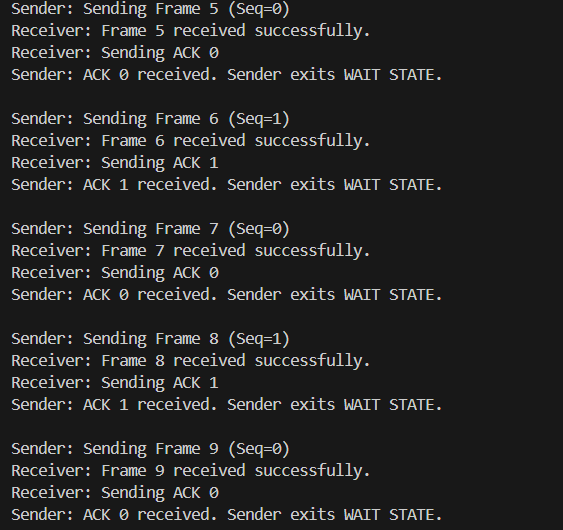 Sender: Sending Frame 5 (Seq=0)
Receiver: Frame 5 received successfully.
Receiver: Sending ACK 0
Sender: ACK 0 received. Sender exits WAIT STATE.
Sender: Sending Frame 6 (Seq=1)
Receiver: Frame 6 received successfully.
Receiver: Sending ACK 1
Sender: ACK 1 received. Sender exits WAIT STATE.
Sender: Sending Frame 7 (Seq=0)
Receiver: Frame 7 received successfully.
Receiver: Sending ACK 0
Sender: ACK 0 received. Sender exits WAIT STATE.
Sender: Sending Frame 8 (Seq=1)
Receiver: Frame 8 received successfully.
Receiver: Sending ACK 1
Sender: ACK 1 received. Sender exits WAIT STATE.
Sender: Sending Frame 9 (Seq=0)
Receiver: Frame 9 received successfully.
Receiver: Sending ACK 0
Sender: ACK 0 received. Sender exits WAIT STATE.